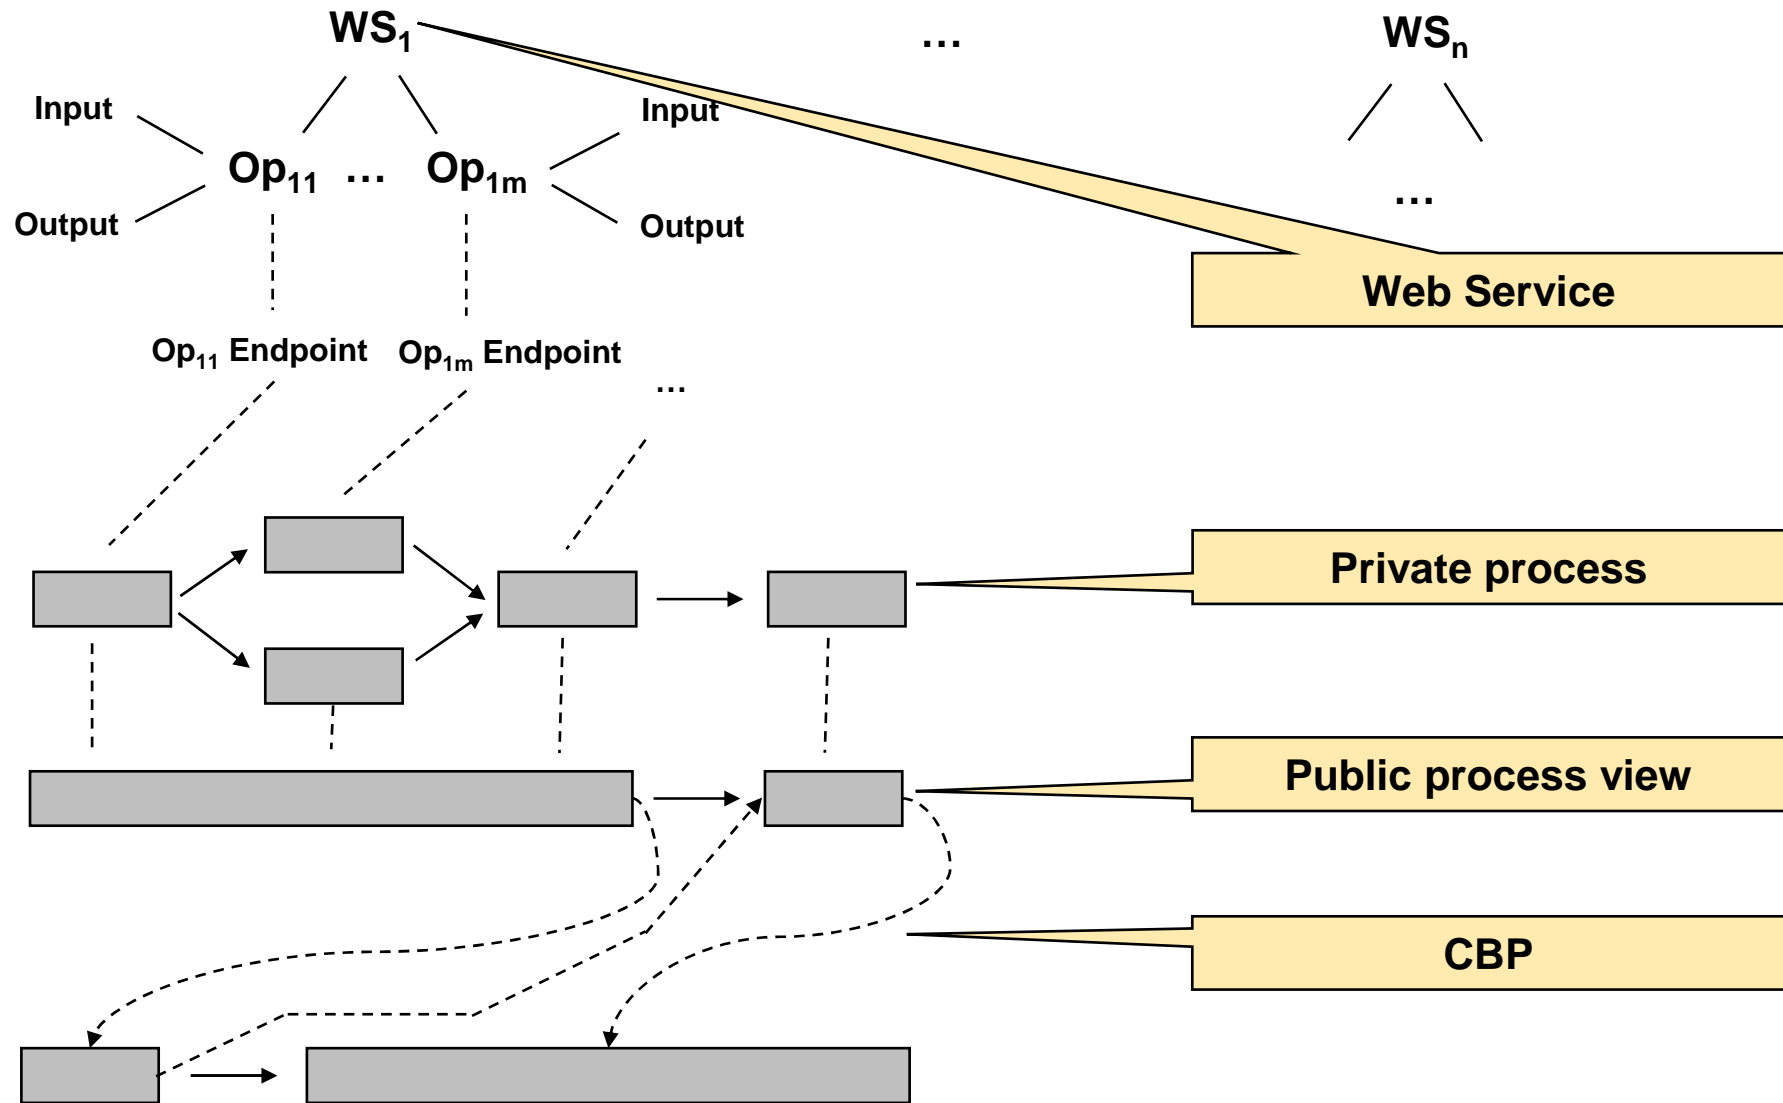 WS1 … WSn
Input Input
Op11 … Op1m
…
Output Output
Web Service
Op11 Endpoint Op1m Endpoint
…
Private process
Public process view
CBP